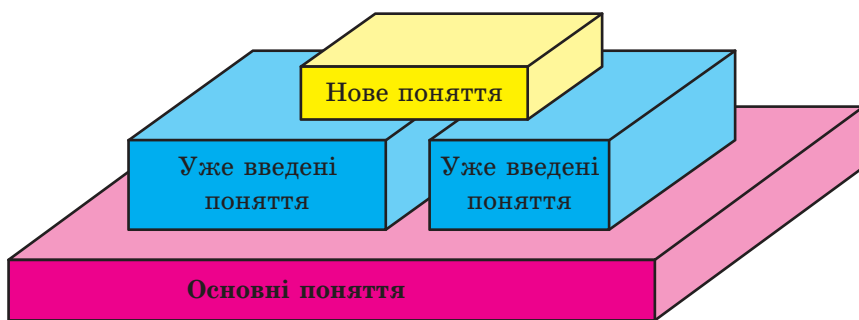 Нове поняття
Уже введені
поняття
Уже введені
поняття
Основні поняття